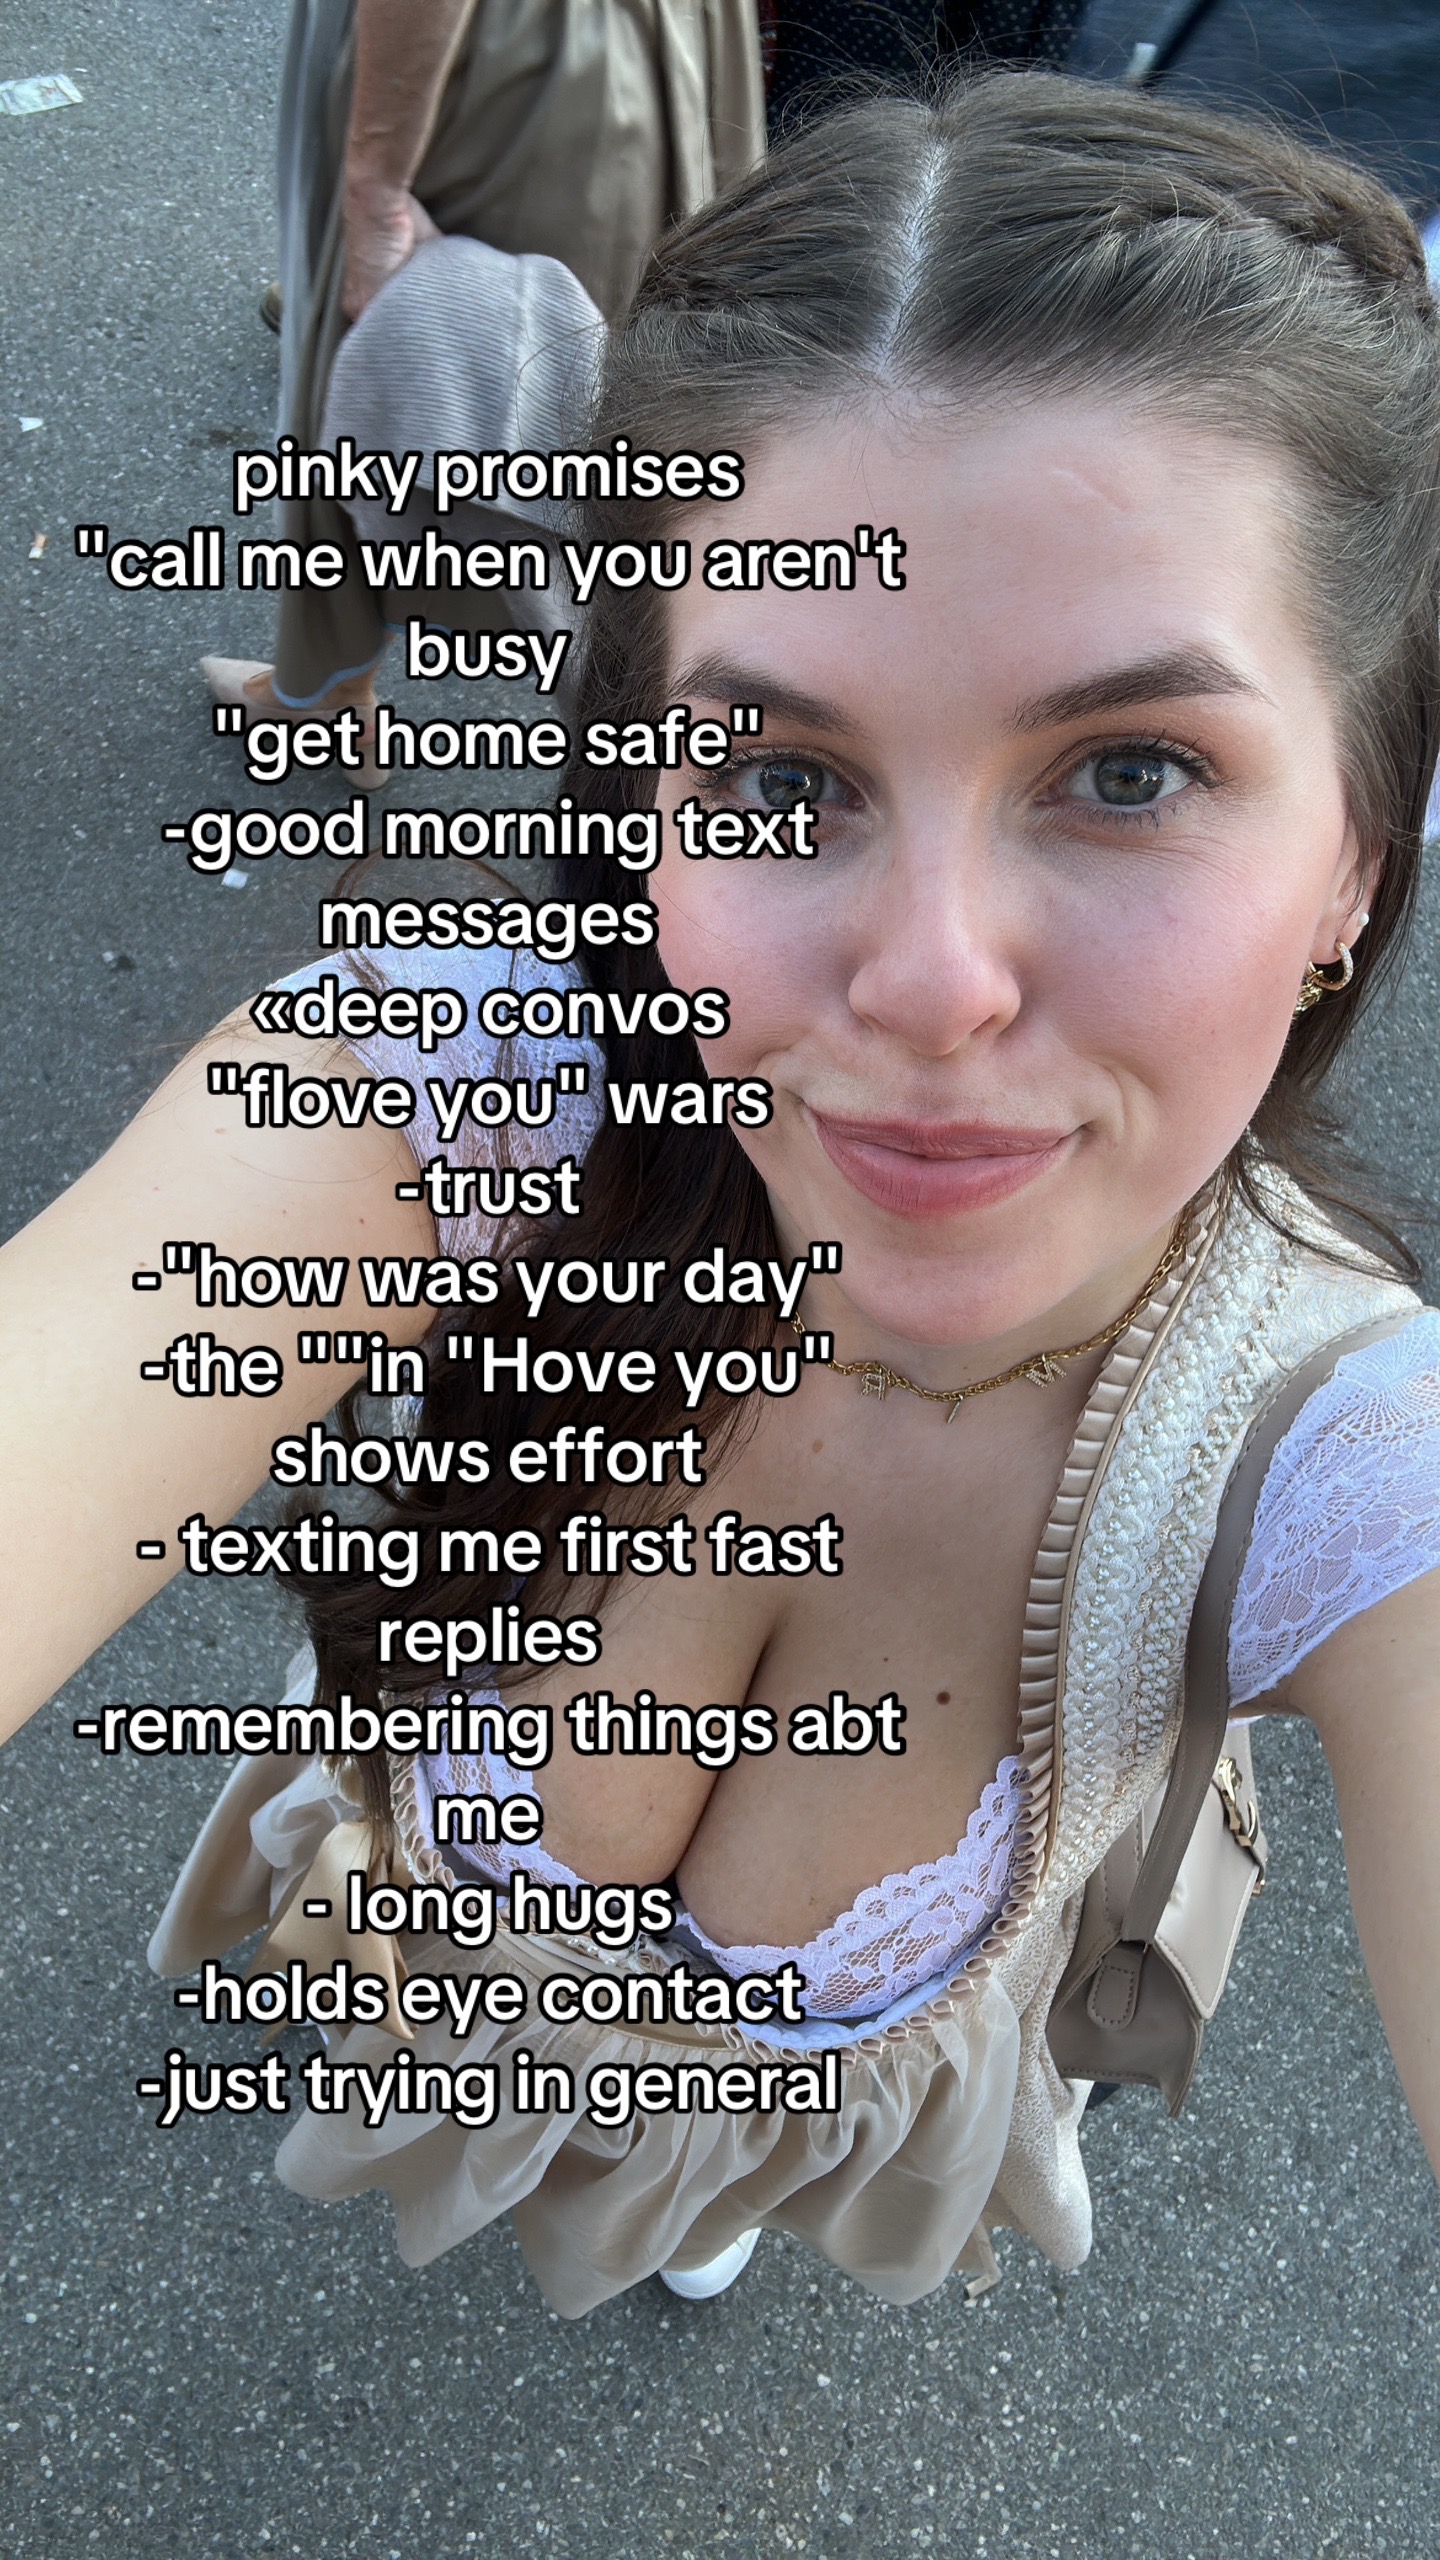 pinky promises
"call me when you aren't
busy
"get home safe"
-good morning text
messages
«deep convos
"flove you" wars
-trust
-"how was your day"
-the ""in "Hove you"
shows effort
- texting me first fast
replies
-remembering things abt
me
- long hugs
-holds eye contact
-just trying in general